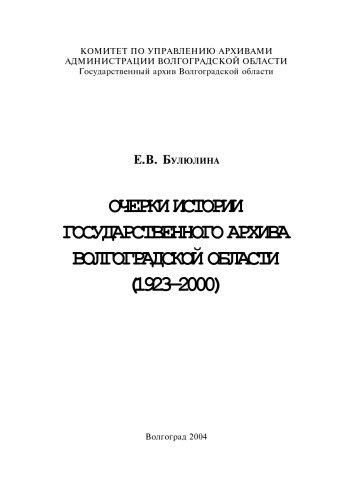 КОМИТЕТ ПО УПРАВЛЕНИЮ АРХИВАМИ
АДМИНИСТРАЦИИ ВОЛГОГРАДСКОЙ ОБЛАСТИ
Государственный архив Волгоградской области
Е.В. Булюлина
ОЧЕРКИ ИСТОРИИ
ГОСУДАРСТВЕННОГО АРХИВА
ВОЛГОГРАДСКОЙ ОБЛАСТИ
(1923—2000)
Волгоград 2004